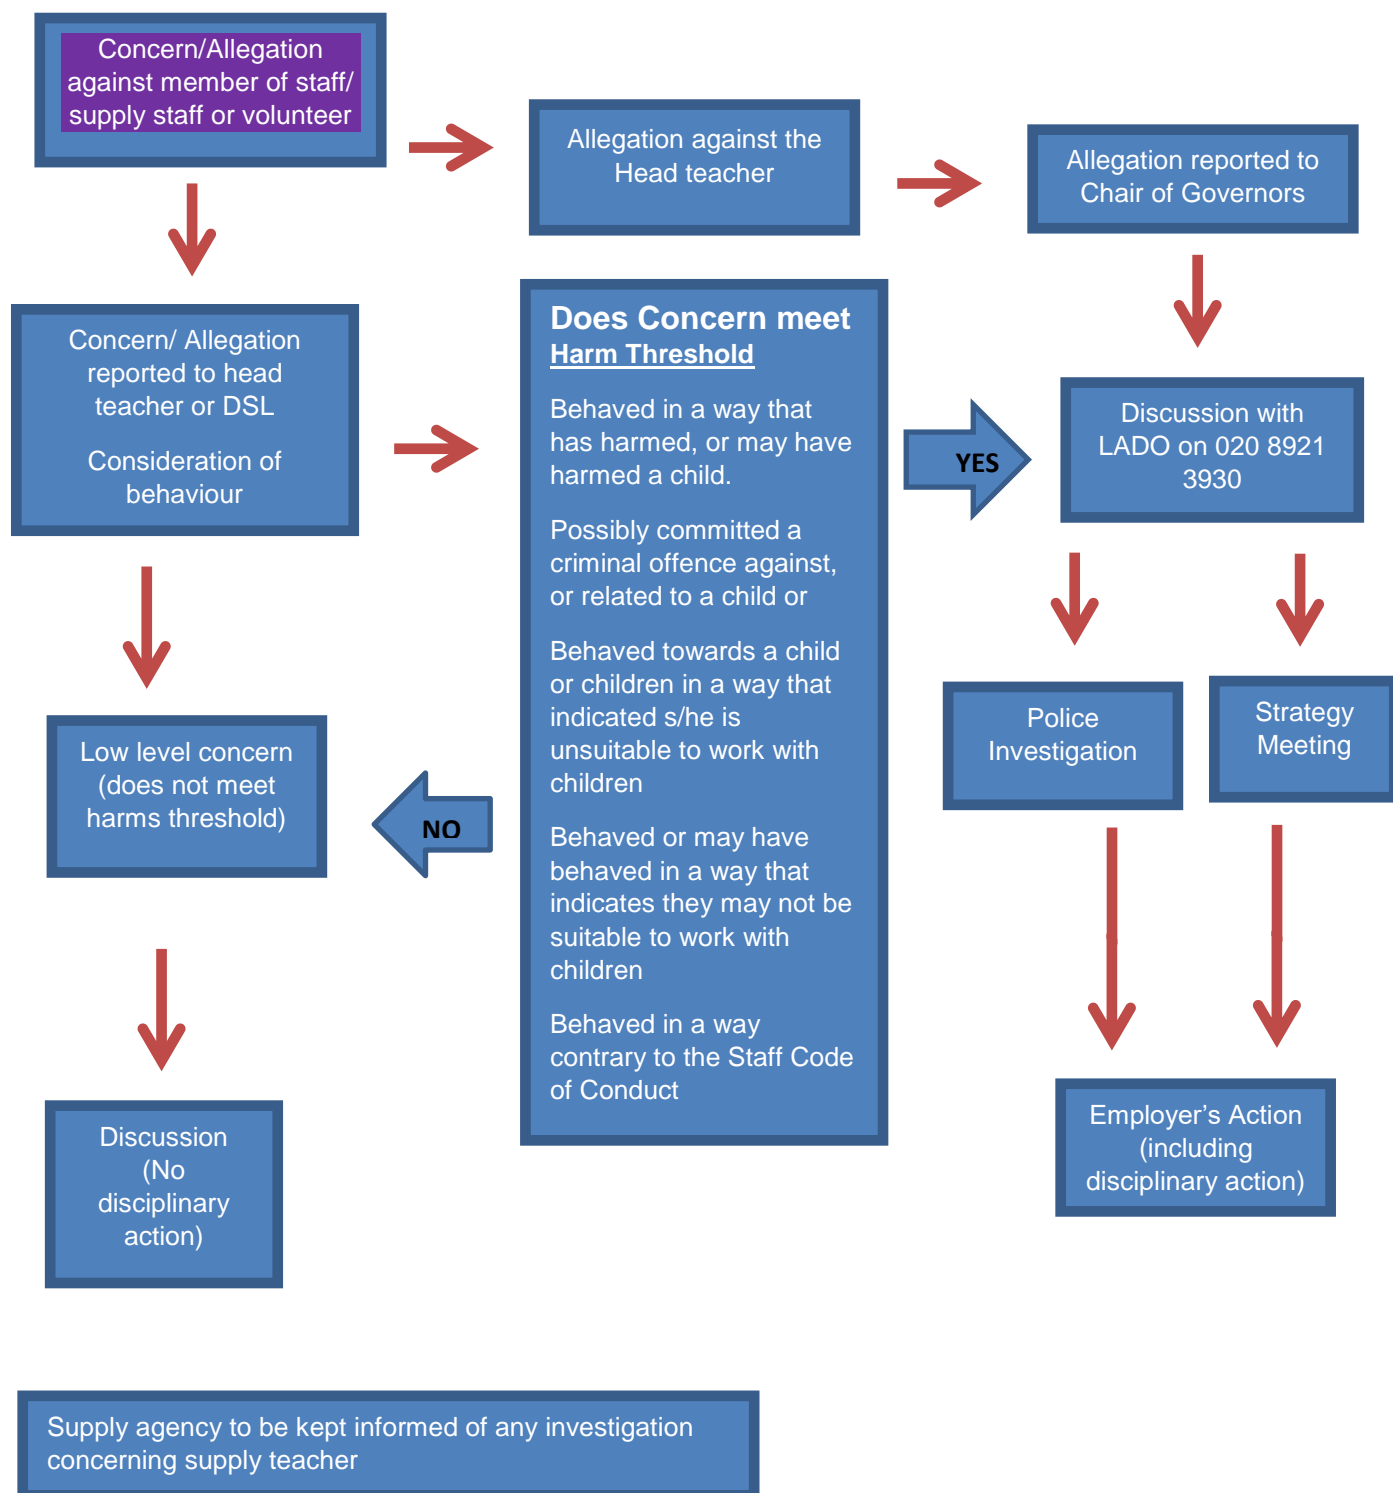 Concern/Allegation
against member of staff/
supply staff or volunteer
Allegation against the
Head teacher
Allegation reported to
Chair of Governors
Concern/ Allegation
reported to head
teacher or DSL
Consideration of
behaviour
Does Concern meet
Harm Threshold
Behaved in a way that
has harmed, or may have
harmed a child.
Possibly committed a
criminal offence against,
or related to a child or
Behaved towards a child
or children in a way that
indicated s/he is
unsuitable to work with
children
Behaved or may have
behaved in a way that
indicates they may not be
suitable to work with
children
Behaved in a way
contrary to the Staff Code
of Conduct
YES
Discussion with
LADO on 020 8921
3930
Police
Investigation
Strategy
Meeting
NO
Low level concern
(does not meet
harms threshold)
Discussion
(No
disciplinary
action)
Employer’s Action
(including
disciplinary action)
Supply agency to be kept informed of any investigation
concerning supply teacher